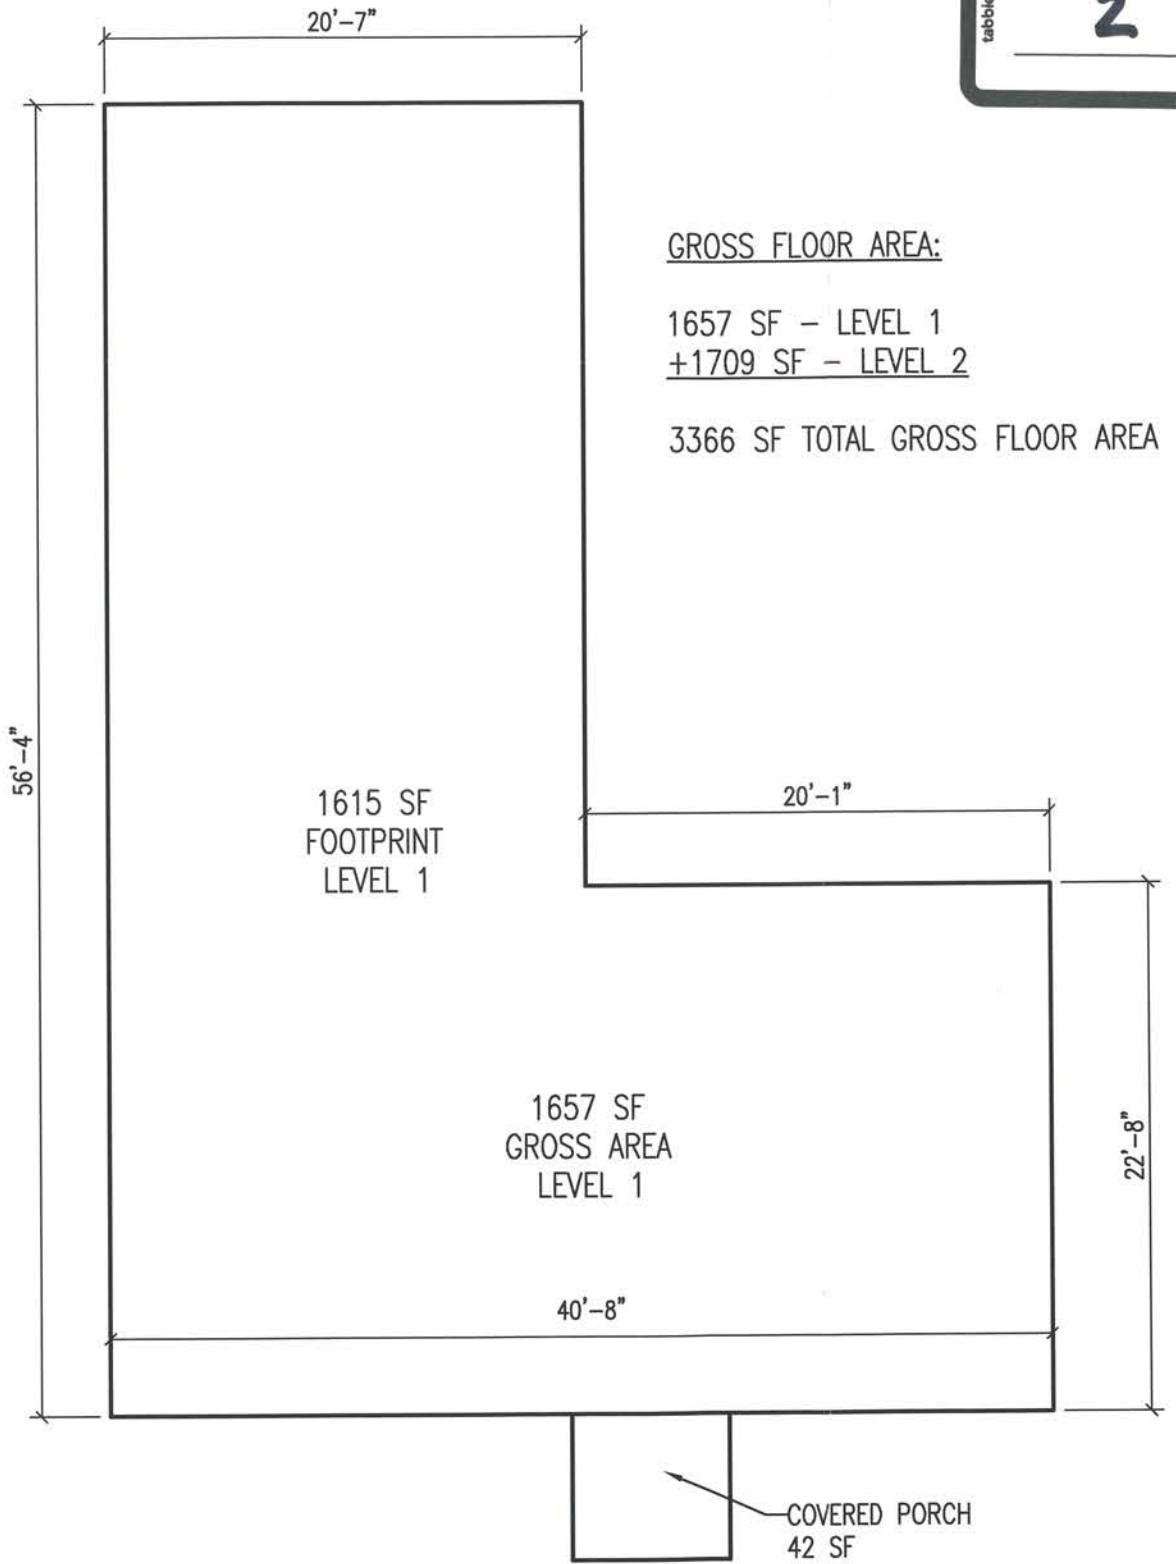 20'-7"
tabbie
2
GROSS FLOOR AREA:
1657 SF - LEVEL 1
+1709 SF - LEVEL 2
3366 SF TOTAL GROSS FLOOR AREA
56'-4"
1615 SF
FOOTPRINT
LEVEL 1
20'-1"
1657 SF
GROSS AREA
LEVEL 1
22'-8"
40'-8"
COVERED PORCH
42 SF